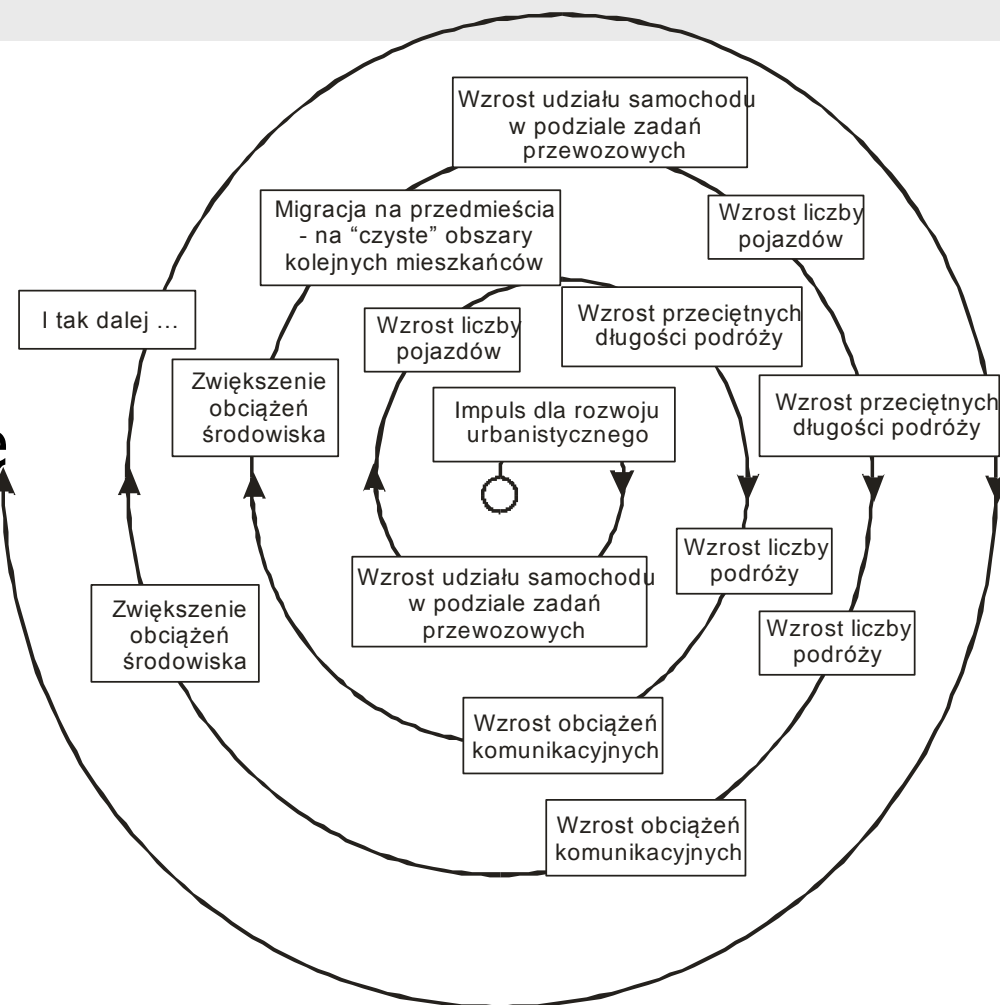 Wzrost udziału samochodu
w podziale zadań
przewozowych
Migracja na przedmieścia
- na “czyste” obszary
kolejnych mieszkańców
Wzrost liczby
pojazdów
I tak dalej …
Wzrost liczby
pojazdów
Wzrost przeciętnych
długości podróży
Zwiększenie
obciążeń
środowiska
Impuls dla rozwoju
urbanistycznego
Wzrost przeciętnych
długości podróży
e
Wzrost liczby
podróży
Wzrost udziału samochodu
w podziale zadań
przewozowych
Zwiększenie
obciążeń
środowiska
Wzrost liczby
podróży
Wzrost obciążeń
komunikacyjnych
Wzrost obciążeń
komunikacyjnych